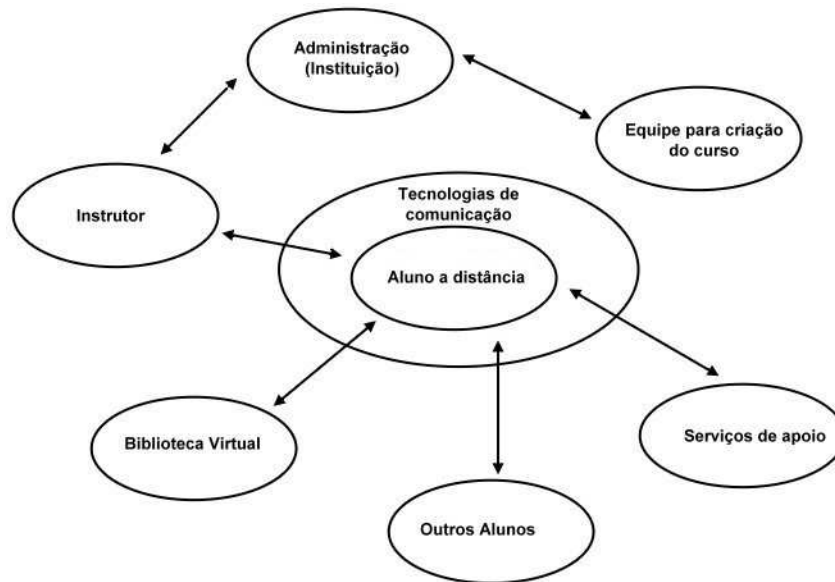 Administração
(Instituição)
Equipe para criação
do curso
Instrutor
Tecnologias de
comunicação
Aluno a distância
Biblioteca Virtual
Serviços de apoio
Outros Alunos